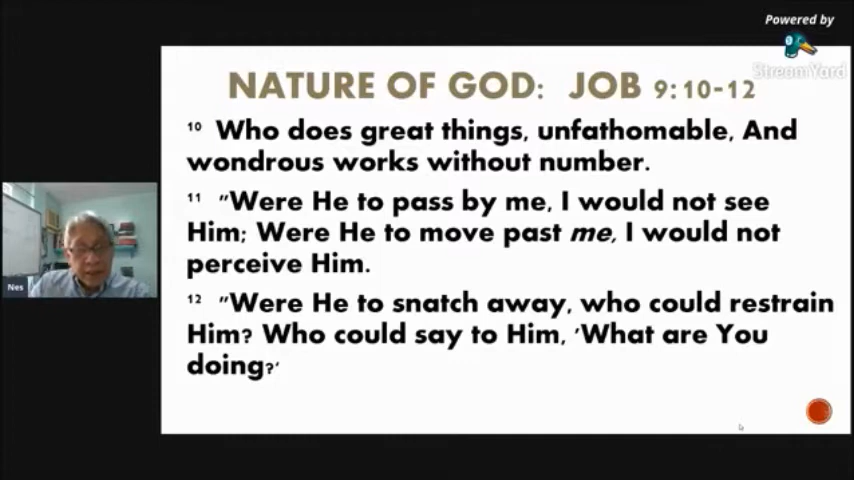 Powered by
StreamYard
NATURE OF GOD: JOB 9:10-12
10 Who does great things, unfathomable, And
wondrous works without number.
11 "Were He to pass by me, I would not see
Him; Were He to move past me, I would not
perceive Him.
12 "Were He to snatch away, who could restrain
Him? Who could say to Him, 'What are You
doing?'
Nes